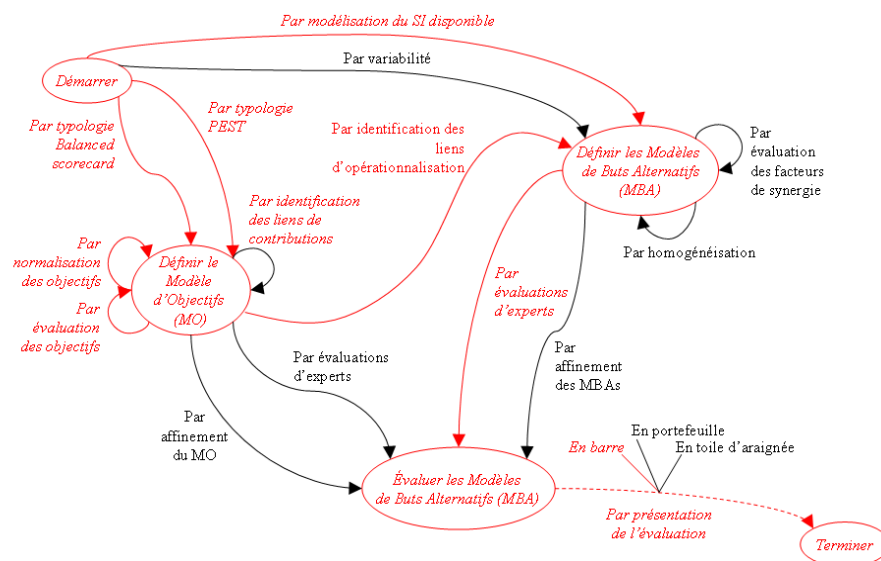 Par modélisation du SI disponible
Par variabilité
Démarrer
Par typologie
PEST
Par typologie
Balanced
scorecard
Par identification des
liens
d'opérationnalisation
Définir les Modèles
de Buts Alternatifs
(MBA)
Par
évaluation
des facteurs
de synergie
Par identification
des liens de
contributions
Par homogénéisation
Par
normalisation
des objectifs
Définir le
Modèle
d'Objectifs
(MO)
Par
évaluations
d'experts
Par
évaluation
des objectifs
Par évaluations
d'experts
Par
affinement
des MBAs
Par
affinement
du MO
En portefeuille
En barre
En toile d'araignée
Évaluer les Modèles
de Buts Alternatifs (MBA)
Par présentation
de l'évaluation
Terminer